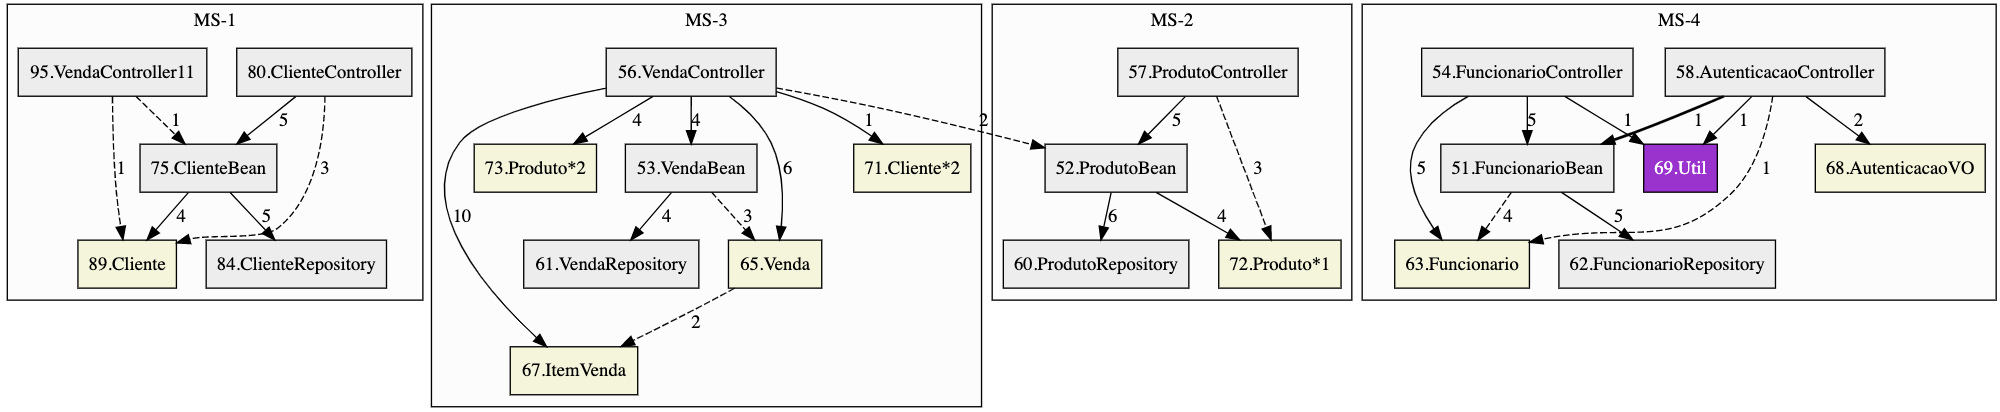 MS-1
MS-3
MS-2
MS-4
95.VendaController11
80.ClienteController
56.VendaController
57.ProdutoController
54.FuncionarioController
58.AutenticacaoController
1
5
4
4
1
2
5
5
1
1
1
2
75.ClienteBean
73.Produto*2
53.VendaBean
71.Cliente*2
52.ProdutoBean
51.FuncionarioBean
69.Util
68.AutenticacaoVO
1
3
6
3
5
1
4
5
10
4
3
6
4
4
5
89.Cliente
84.ClienteRepository
61.VendaRepository
65.Venda
60.ProdutoRepository
72.Produto*1
63.Funcionario
62.FuncionarioRepository
2
67.ItemVenda